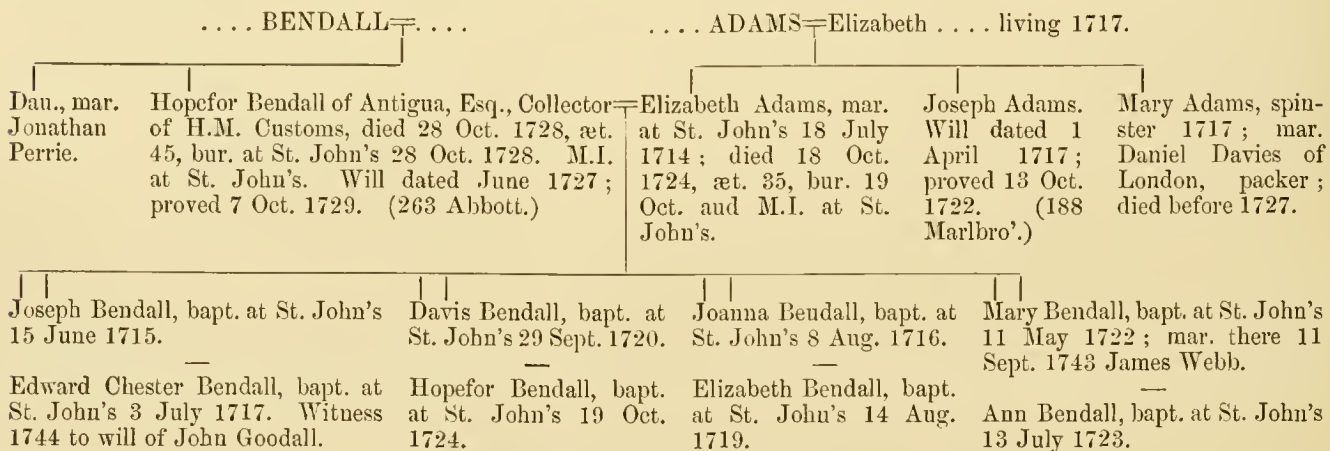 .... BENDALL=.... .... ADAMS=Elizabeth .... living 1717.
Dau., mar.
Jonathan
Perrie.
Hopefor Bendall of Antigua, Esq., Collector=
of H.M. Customs, died 28 Oct. 1728, æt.
45, bur. at St. John's 28 Oct. 1728. M.I.
at St. John's. Will dated June 1727;
proved 7 Oct. 1729. (263 Abbott.)
Elizabeth Adams, mar.
at St. John's 18 July
1714; died 18 Oct.
1724, æt. 35, bur. 19
Oct. and M.I. at St.
John's.
Joseph Adams.
Will dated 1
April 1717;
proved 13 Oct.
1722. (188
Marlbro'.)
Mary Adams, spin-
ster 1717; mar.
Daniel Davies of
London, packer;
died before 1727.
Joseph Bendall, bapt. at St. John's
15 June 1715.
—
Edward Chester Bendall, bapt. at
St. John's 3 July 1717. Witness
1744 to will of John Goodall.
Davis Bendall, bapt. at
St. John's 29 Sept. 1720.
—
Hopefor Bendall, bapt.
at St. John's 19 Oct.
1724.
Joanna Bendall, bapt. at
St. John's 8 Aug. 1716.
—
Elizabeth Bendall, bapt.
at St. John's 14 Aug.
1719.
Mary Bendall, bapt. at St. John's
11 May 1722; mar. there 11
Sept. 1743 James Webb.
—
Ann Bendall, bapt. at St. John's
13 July 1723.